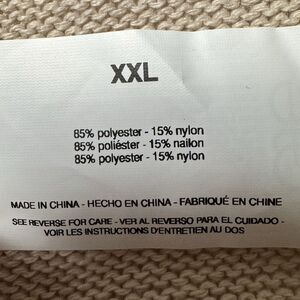 XXL
85% polyester - 15% nylon
85% poliéster - 15% nailon
85% polyester - 15% nylon
MADE IN CHINA - HECHO EN CHINA - FABRIQUÉ EN CHINE
SEE REVERSE FOR CARE - VER AL REVERSO PARA EL CUIDADO -
VOIR LES INSTRUCTIONS D'ENTRETIEN AU DOS